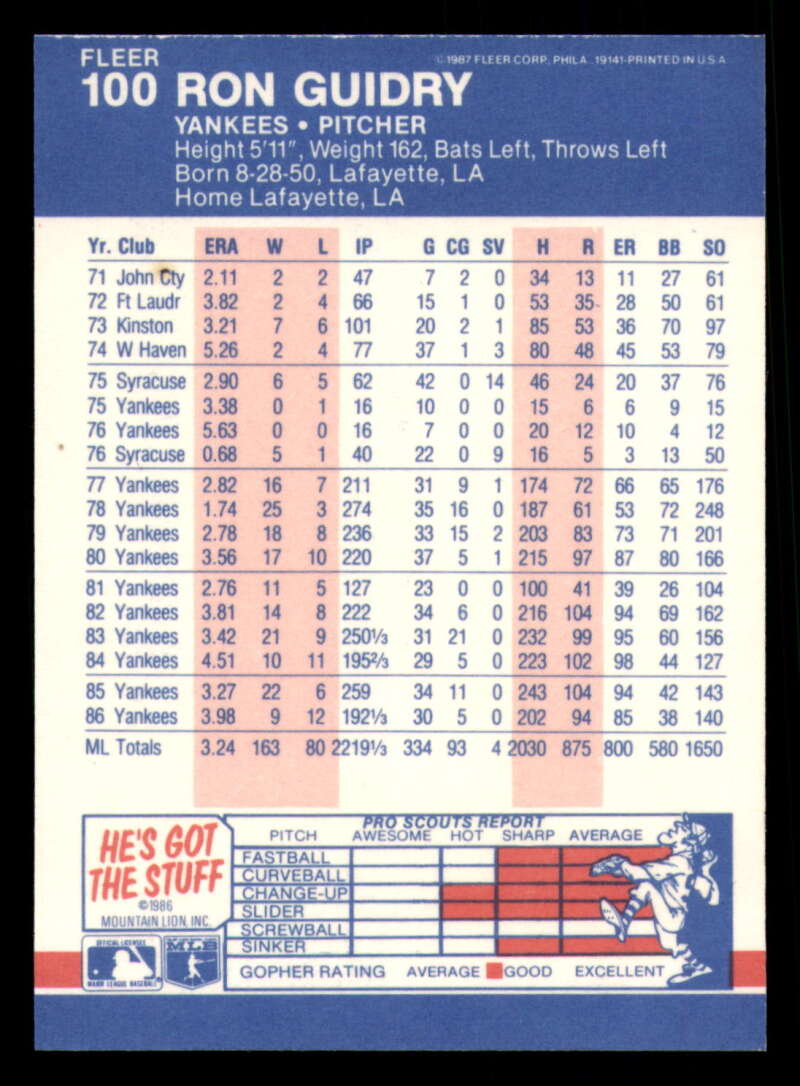 FLEER
©1987 FLEER CORP., PHILA. 19141-PRINTED IN U.S.A.
100 RON GUIDRY
YANKEES • PITCHER
Height 5'11", Weight 162, Bats Left, Throws Left
Born 8-28-50, Lafayette, LA
Home Lafayette, LA
Yr. Club ERA W L IP G CG SV H R ER BB SO
71 John Cty 2.11 2 2 47 7 2 0 34 13 11 27 61
72 Ft Laudr 3.82 2 4 66 15 1 0 53 35 28 50 61
73 Kinston 3.21 7 6 101 20 2 1 85 53 36 70 97
74 W Haven 5.26 2 4 77 37 1 3 80 48 45 53 79
75 Syracuse 2.90 6 5 62 42 0 14 46 24 20 37 76
75 Yankees 3.38 0 1 16 10 0 0 15 6 6 9 15
76 Yankees 5.63 0 0 16 7 0 0 20 12 10 4 12
76 Syracuse 0.68 5 1 40 22 0 9 16 5 3 13 50
77 Yankees 2.82 16 7 211 31 9 1 174 72 66 65 176
78 Yankees 1.74 25 3 274 35 16 0 187 61 53 72 248
79 Yankees 2.78 18 8 236 33 15 2 203 83 73 71 201
80 Yankees 3.56 17 10 220 37 5 1 215 97 87 80 166
81 Yankees 2.76 11 5 127 23 0 0 100 41 39 26 104
82 Yankees 3.81 14 8 222 34 6 0 216 104 94 69 162
83 Yankees 3.42 21 9 250⅓ 31 21 0 232 99 95 60 156
84 Yankees 4.51 10 11 195⅔ 29 5 0 223 102 98 44 127
85 Yankees 3.27 22 6 259 34 11 0 243 104 94 42 143
86 Yankees 3.98 9 12 192⅓ 30 5 0 202 94 85 38 140
ML Totals 3.24 163 80 2219⅓ 334 93 4 2030 875 800 580 1650
HE'S GOT
THE STUFF
©1986
MOUNTAIN LION, INC.
OFFICIAL LICENSEE
MAJOR LEAGUE BASEBALL
MLB
PRO SCOUTS REPORT
PITCH AWESOME HOT SHARP AVERAGE
FASTBALL
CURVEBALL
CHANGE-UP
SLIDER
SCREWBALL
SINKER
GOPHER RATING AVERAGE GOOD EXCELLENT